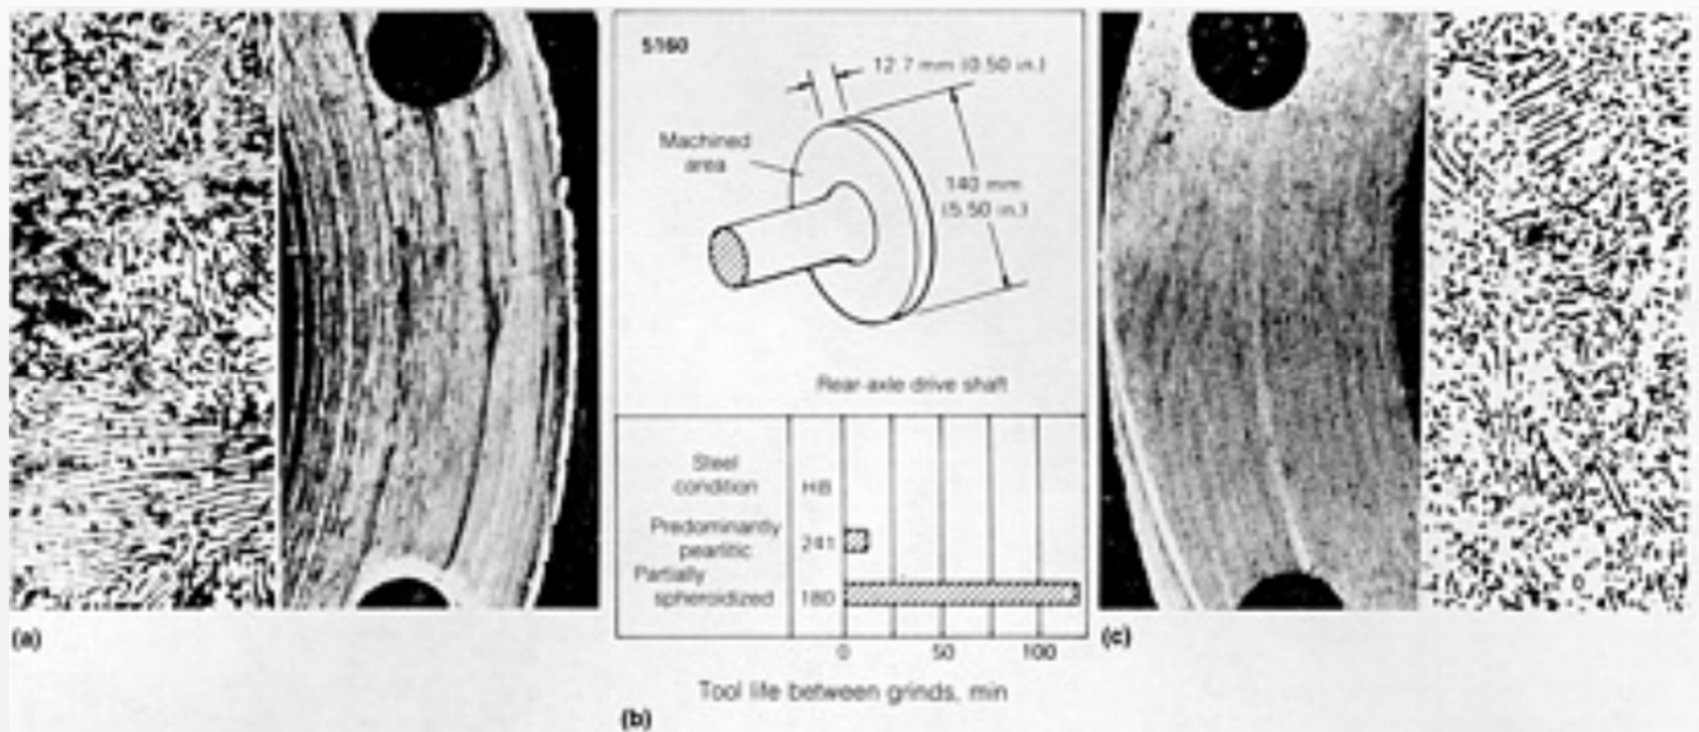 5160
12.7 mm (0.50 in.)
Machined
area
140 mm
(5.50 in.)
Rear-axle drive shaft
Steel
condition
HB
Predominantly
pearlitic
241
Partially
spheroidized
180
(a)
(c)
0 50 100
Tool life between grinds, min
(b)